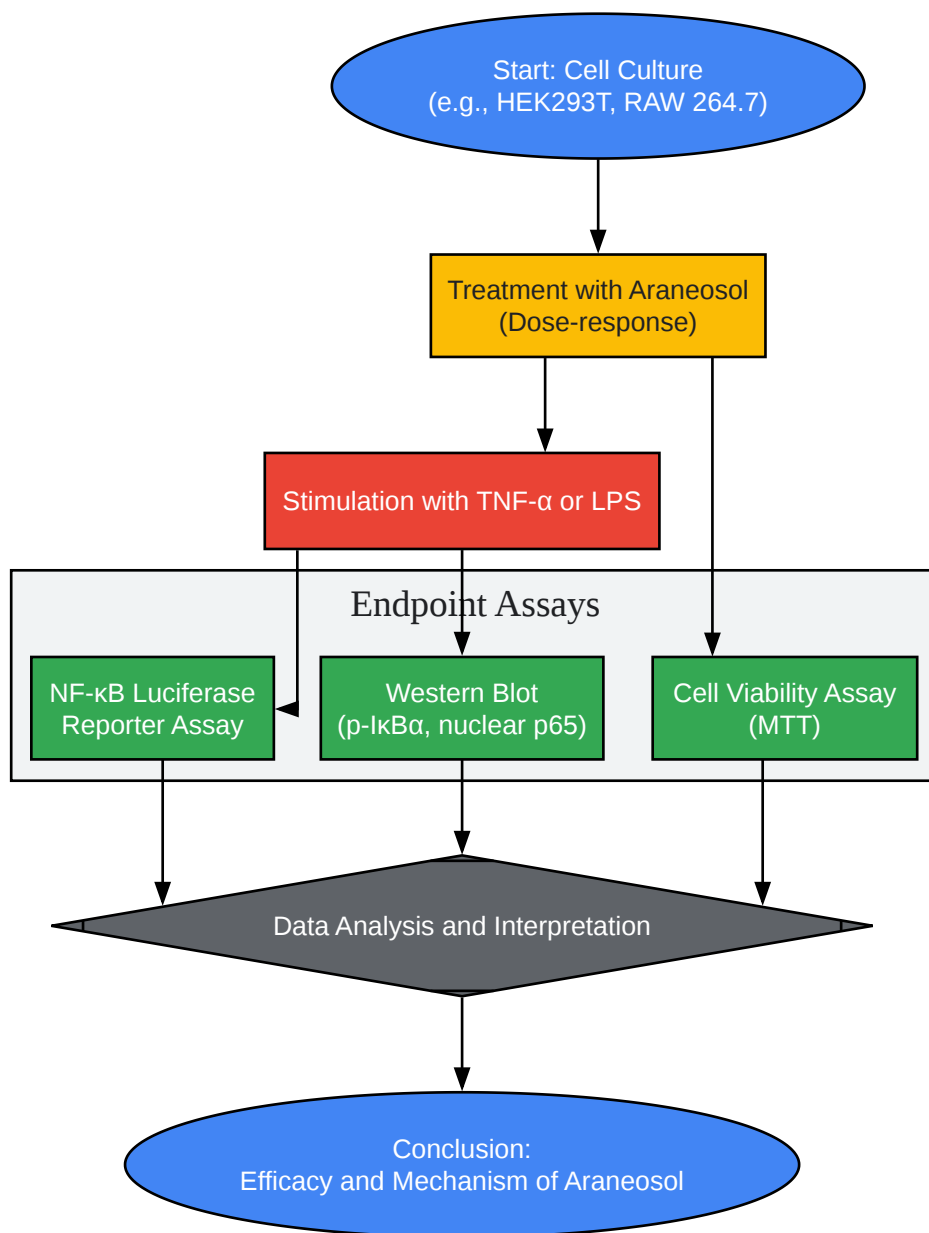 Start: Cell Culture
(e.g., HEK293T, RAW 264.7)
Treatment with Araneosol
(Dose-response)
Stimulation with TNF-α or LPS
Endpoint Assays
NF-κB Luciferase
Reporter Assay
Western Blot
(p-IκBα, nuclear p65)
Cell Viability Assay
(MTT)
Data Analysis and Interpretation
Conclusion:
Efficacy and Mechanism of Araneosol